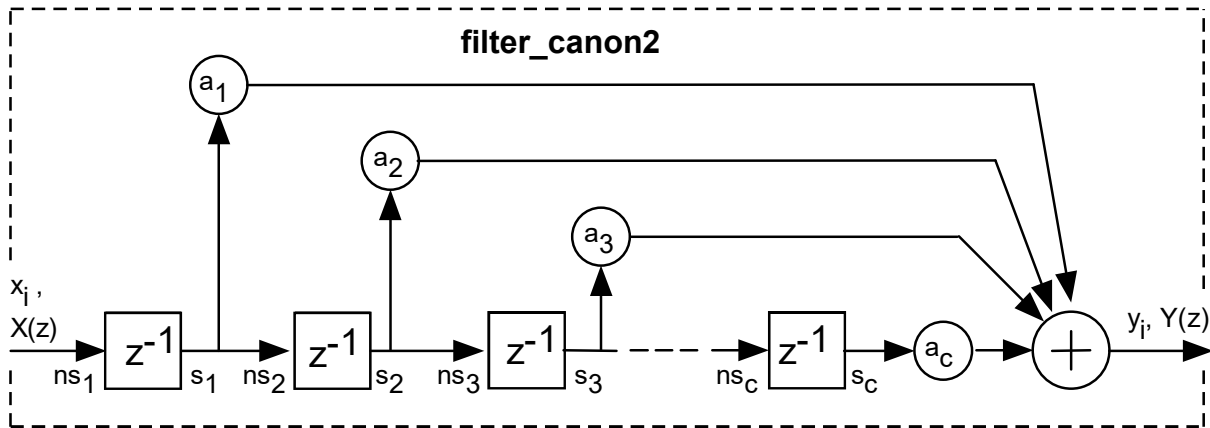 filter_canon2
a1
a2
a3
xi ,
X(z)
z-1
z-1
z-1
z-1
ac
+
yi, Y(z)
ns1
s1
ns2
s2
ns3
s3
nsc
sc